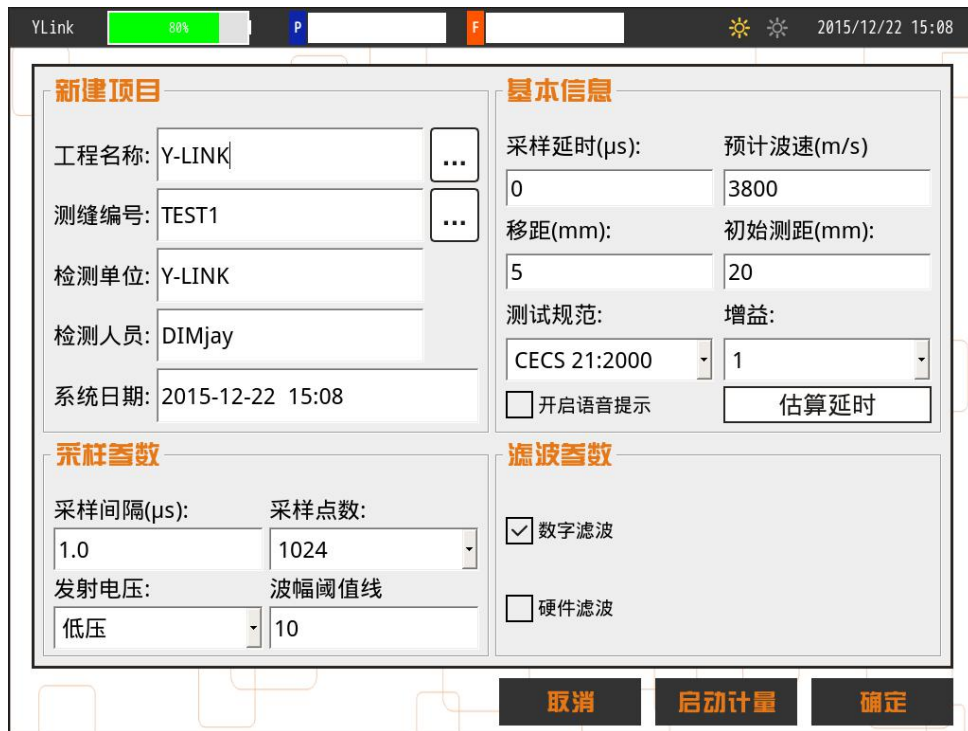 YLink 80% P F 2015/12/22 15:08
新建项目
工程名称: Y-LINK ...
测缝编号: TEST1 ...
检测单位: Y-LINK
检测人员: DIMjay
系统日期: 2015-12-22 15:08
基本信息
采样延时(μs): 预计波速(m/s)
0 3800
移距(mm): 初始测距(mm):
5 20
测试规范: 增益:
CECS 21:2000 1
开启语音提示 估算延时
采样参数
采样间隔(μs): 采样点数:
1.0 1024
发射电压: 波幅阈值线
低压 10
滤波参数
数字滤波
硬件滤波
取消 启动计量 确定